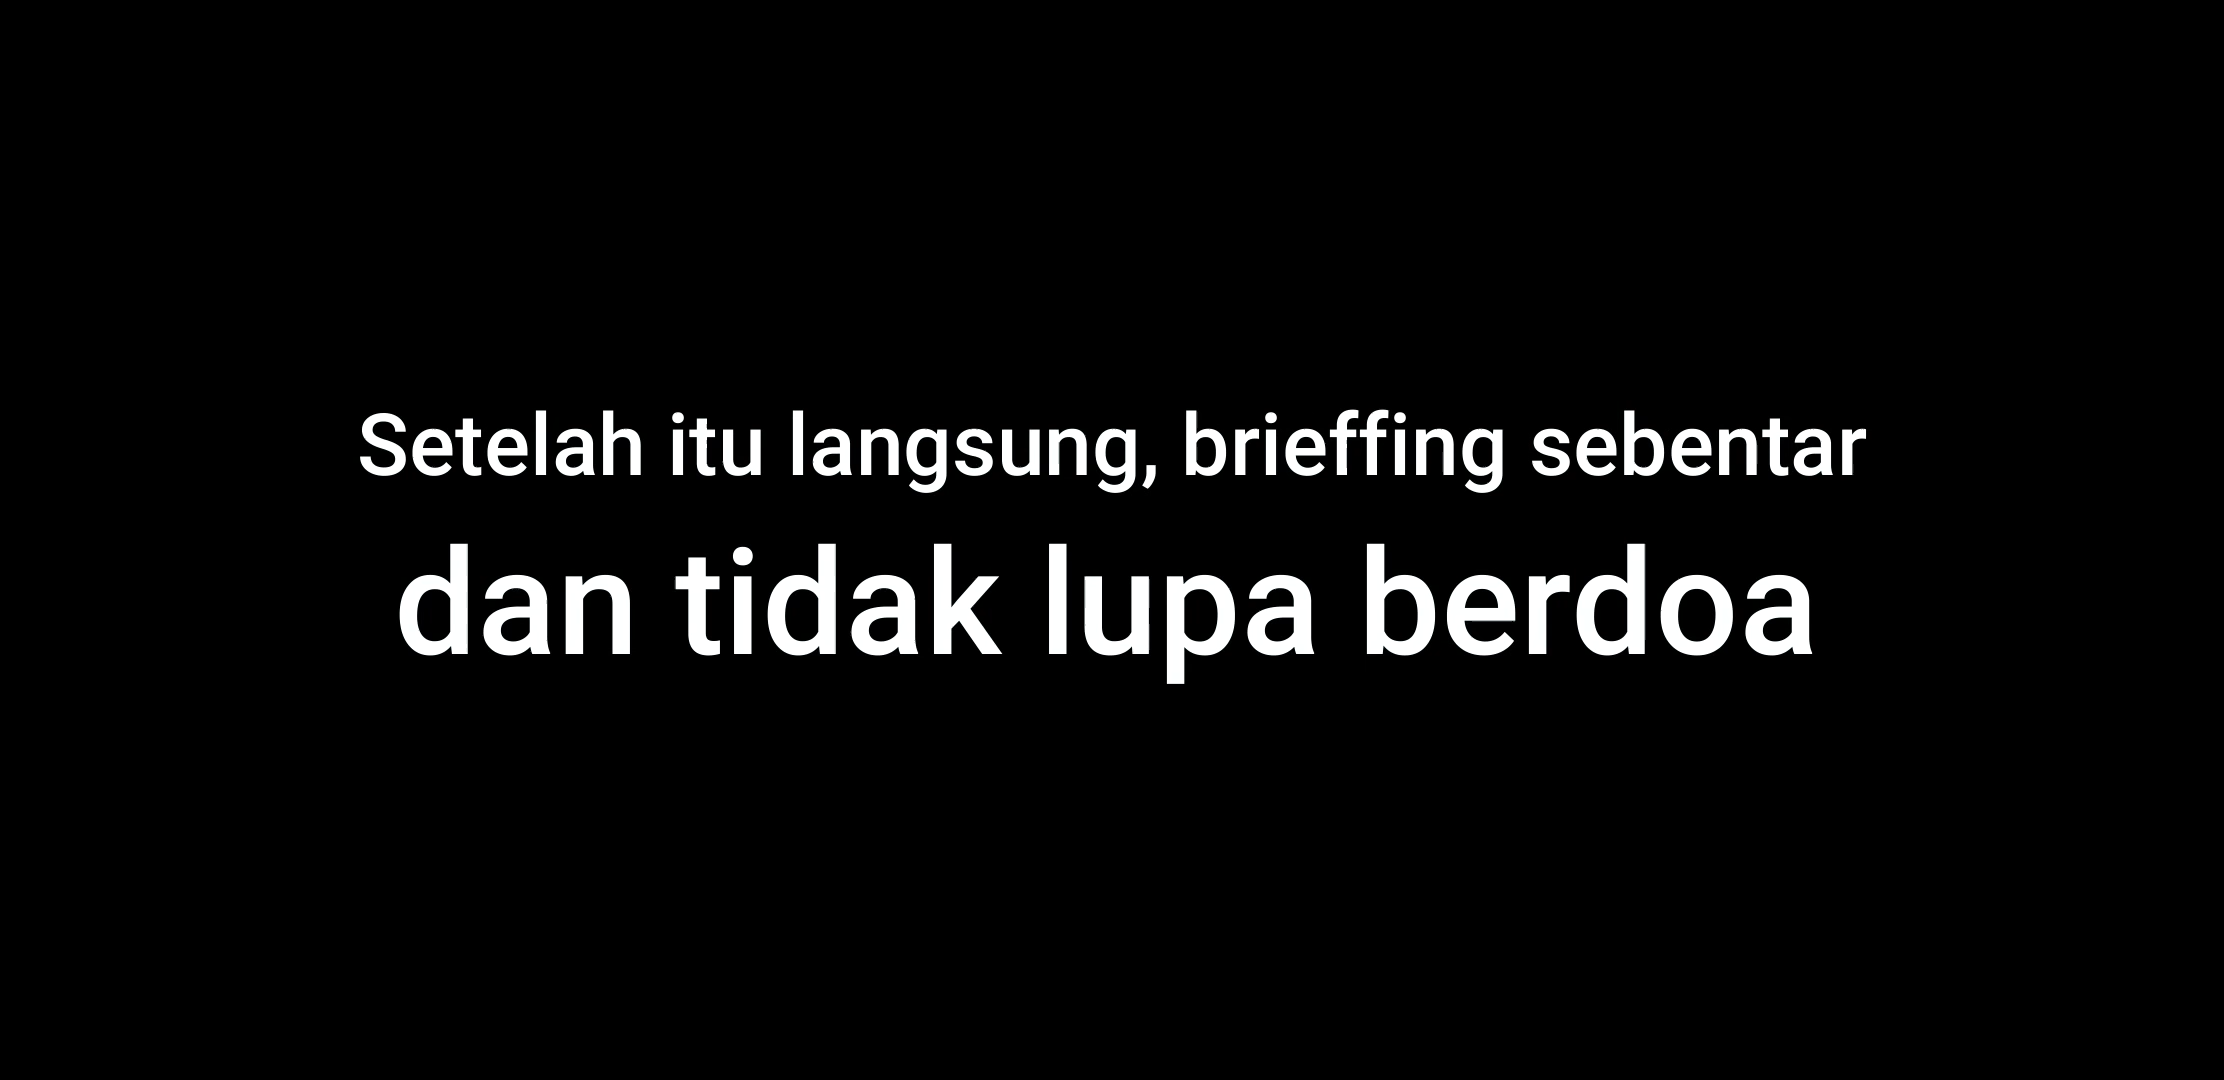 Setelah itu langsung, brieffing sebentar
dan tidak lupa berdoa